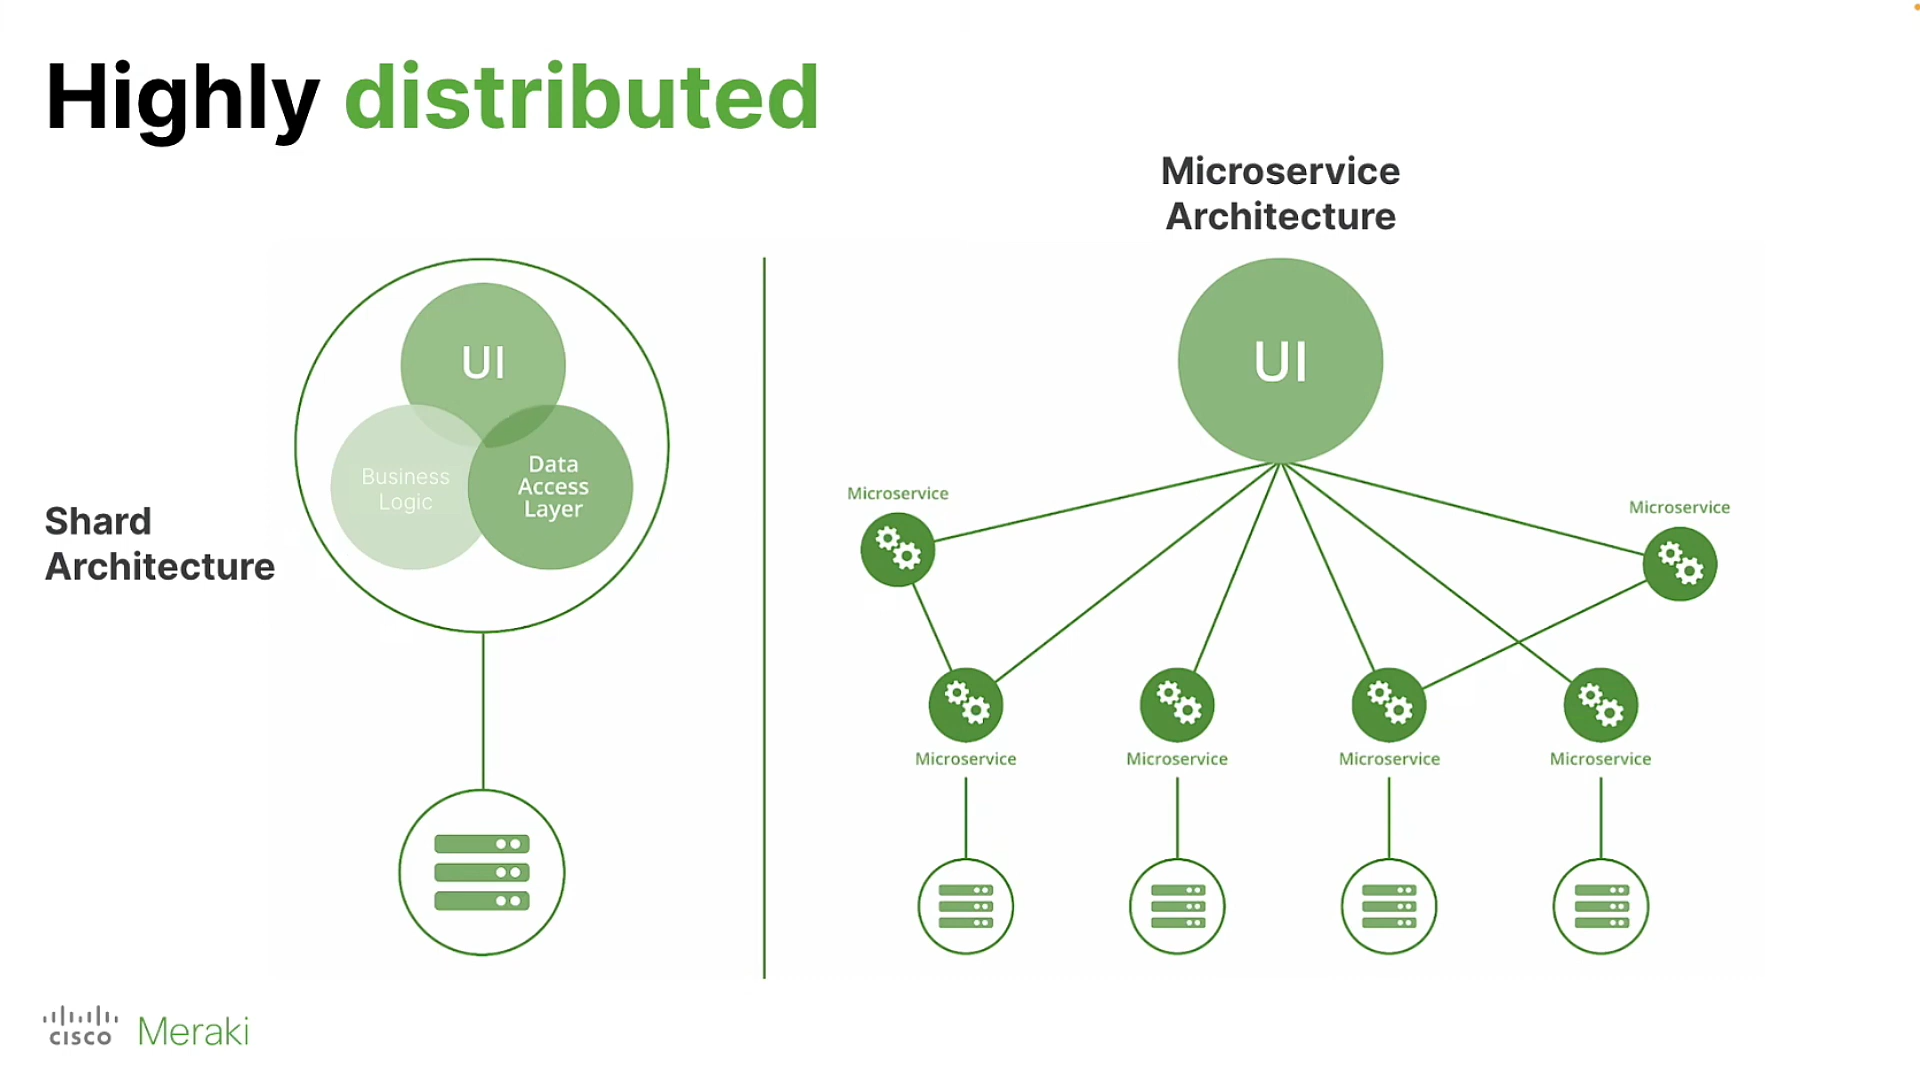 Highly distributed
Shard
Architecture
UI
Business
Logic
Data
Access
Layer
Microservice
Architecture
UI
Microservice
Microservice
Microservice
Microservice
Microservice
Microservice
CISCO Meraki